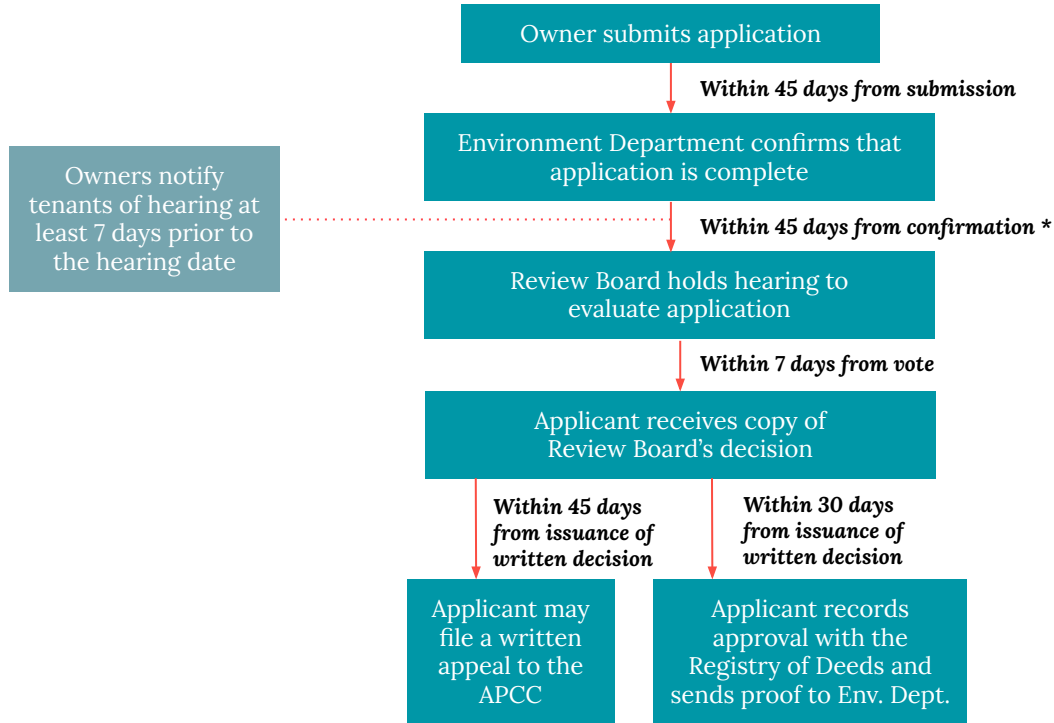 Owner submits application
Within 45 days from submission
Environment Department confirms that
application is complete
Owners notify
tenants of hearing at
least 7 days prior to
the hearing date
Within 45 days from confirmation *
Review Board holds hearing to
evaluate application
Within 7 days from vote
Applicant receives copy of
Review Board’s decision
Within 45 days
from issuance of
written decision
Within 30 days
from issuance of
written decision
Applicant may
file a written
appeal to the
APCC
Applicant records
approval with the
Registry of Deeds and
sends proof to Env. Dept.